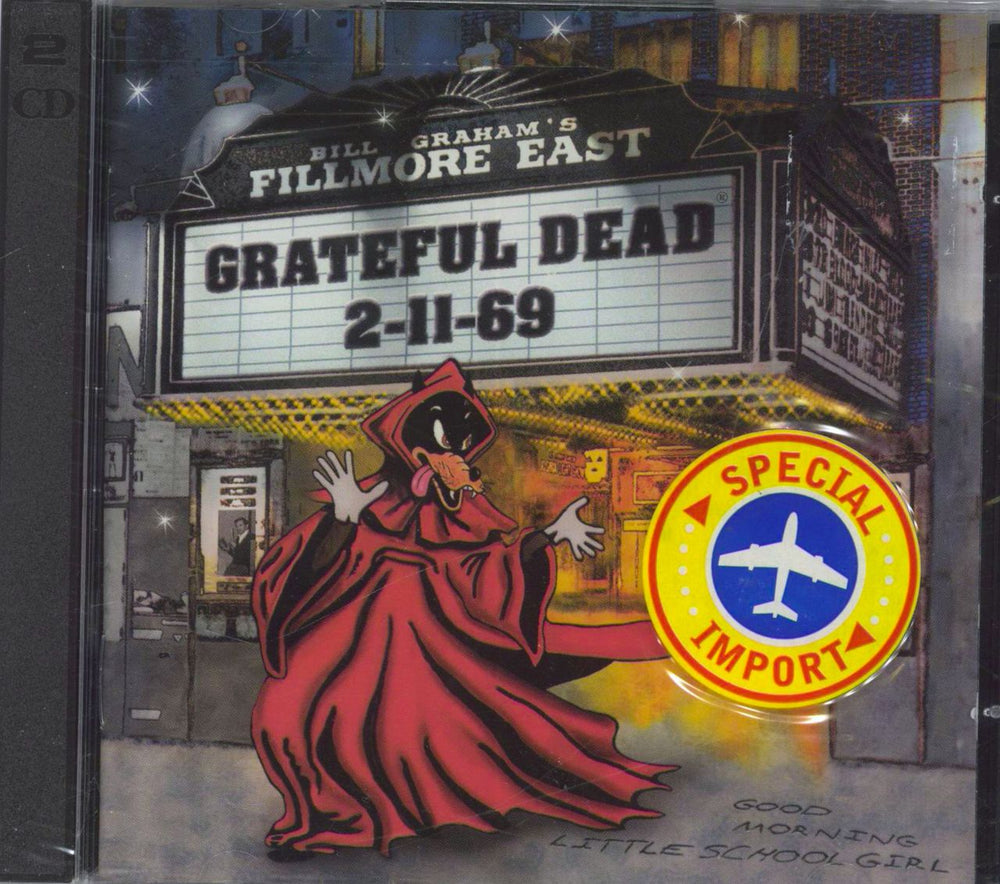 2
CD
BILL GRAHAM'S
FILLMORE EAST
GRATEFUL DEAD®
2-11-69
SPECIAL
IMPORT
GOOD
MORNING
LITTLE SCHOOL GIRL